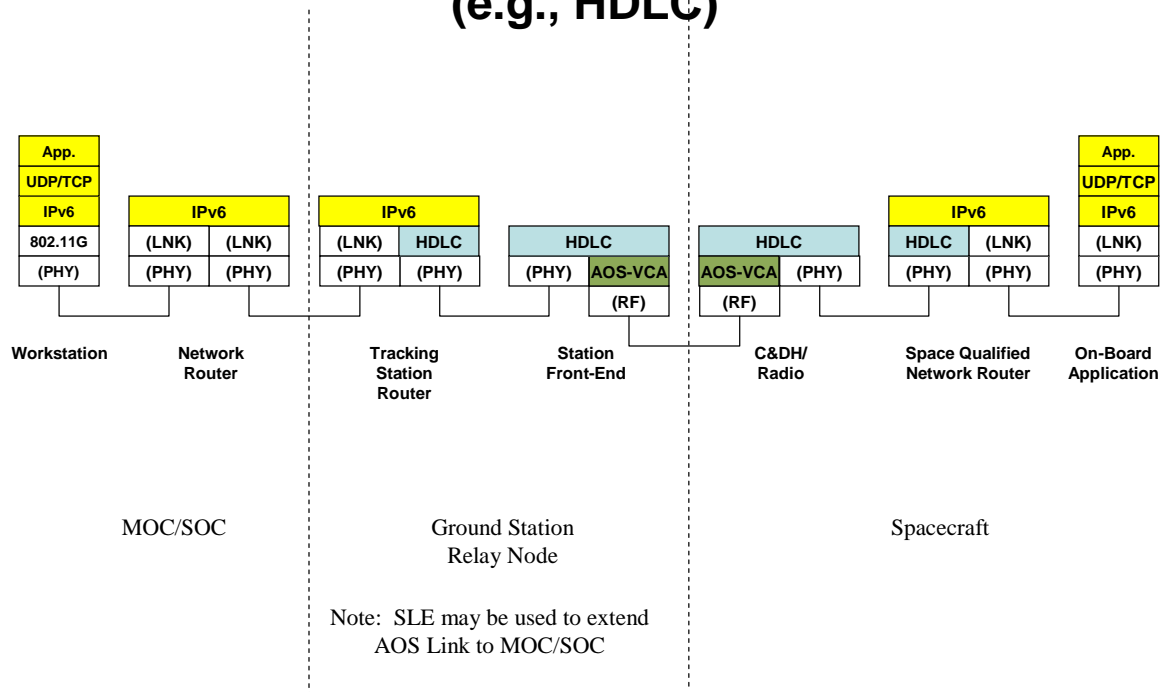 (e.g., HDLC)
App.
UDP/TCP
IPv6
802.11G
(PHY)
Workstation
IPv6
(LNK) (LNK)
(PHY) (PHY)
Network
Router
IPv6
(LNK) HDLC
(PHY) (PHY)
Tracking
Station
Router
HDLC
(PHY) AOS-VCA
(RF)
Station
Front-End
HDLC
AOS-VCA (PHY)
(RF)
C&DH/
Radio
IPv6
HDLC (LNK)
(PHY) (PHY)
Space Qualified
Network Router
App.
UDP/TCP
IPv6
(LNK)
(PHY)
On-Board
Application
MOC/SOC
Ground Station
Relay Node
Spacecraft
Note: SLE may be used to extend
AOS Link to MOC/SOC